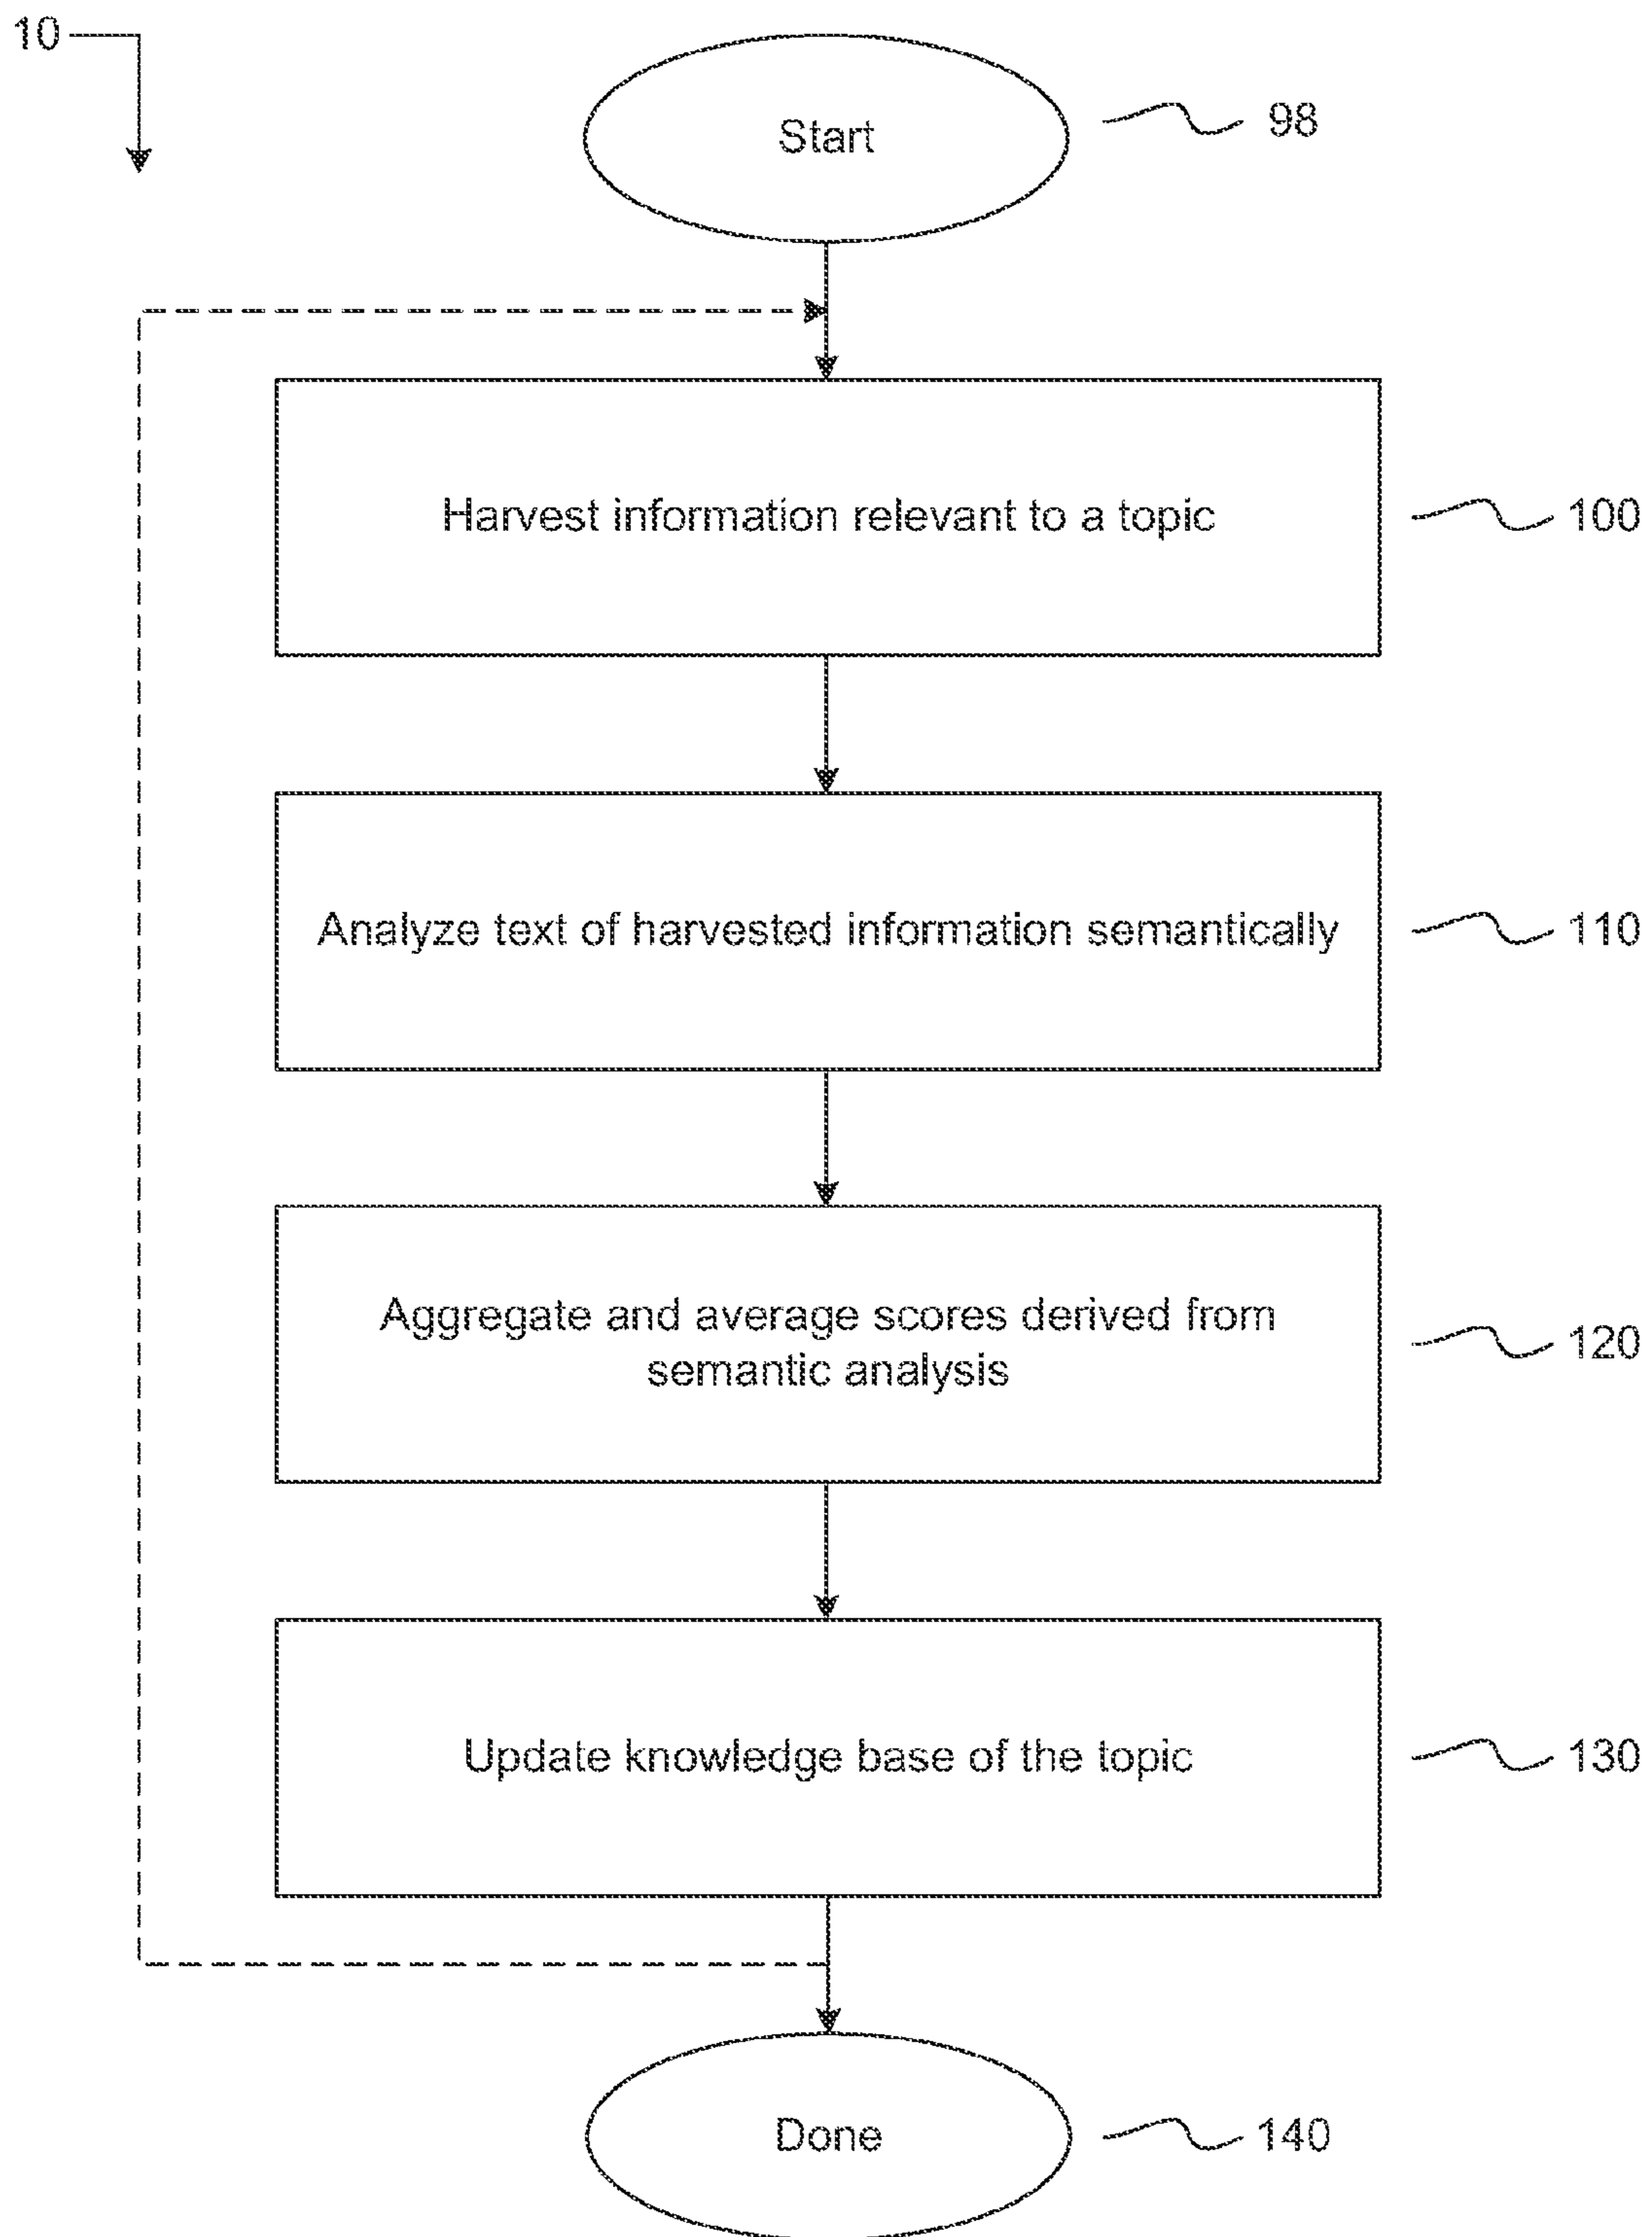 10
Start
98
Harvest information relevant to a topic
100
Analyze text of harvested information semantically
110
Aggregate and average scores derived from
semantic analysis
120
Update knowledge base of the topic
130
Done
140